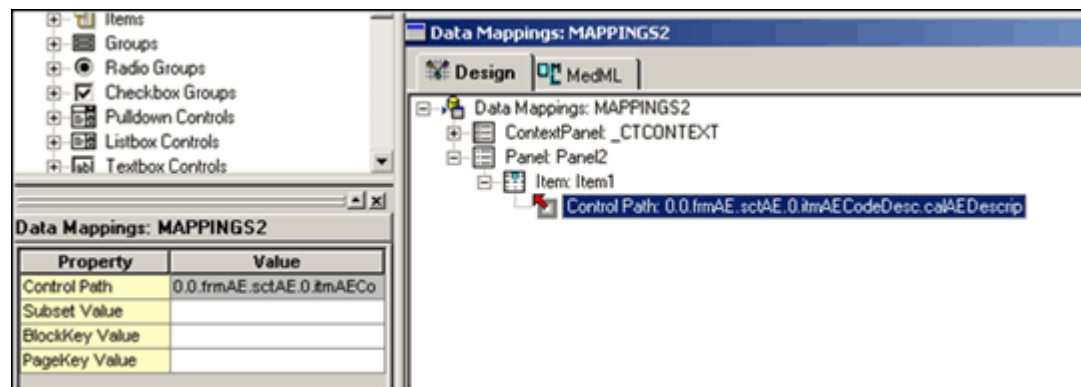 Items
Groups
Radio Groups
Checkbox Groups
Pulldown Controls
Listbox Controls
Textbox Controls
Data Mappings: MAPPINGS2
Property Value
Control Path 0.0.frmAE.sctAE.0.itmAECo
Subset Value
BlockKey Value
PageKey Value
Data Mappings: MAPPINGS2
Design MedML
Data Mappings: MAPPINGS2
ContextPanel: _CTCONTEXT
Panel: Panel2
Item: Item1
Control Path: 0.0.frmAE.sctAE.0.itmAECodeDesc.calAEDescrip